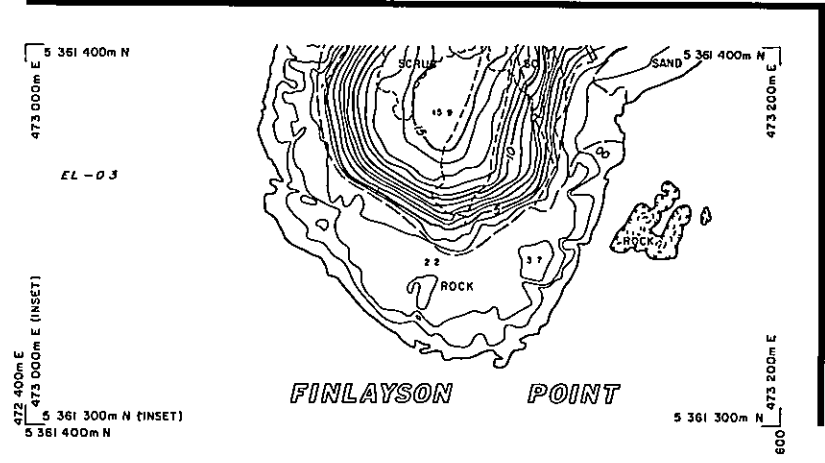 5 361 400m N
5 361 400m N
473 000m E
473 200m E
SCRUB
SAND
15 9
15
10
5
EL-03
ROCK
2 2
3 7
ROCK
0
472 400m E
473 000m E (INSET)
473 200m E
FINLAYSON POINT
5 361 300m N (INSET)
5 361 300m N
5 361 400m N
600